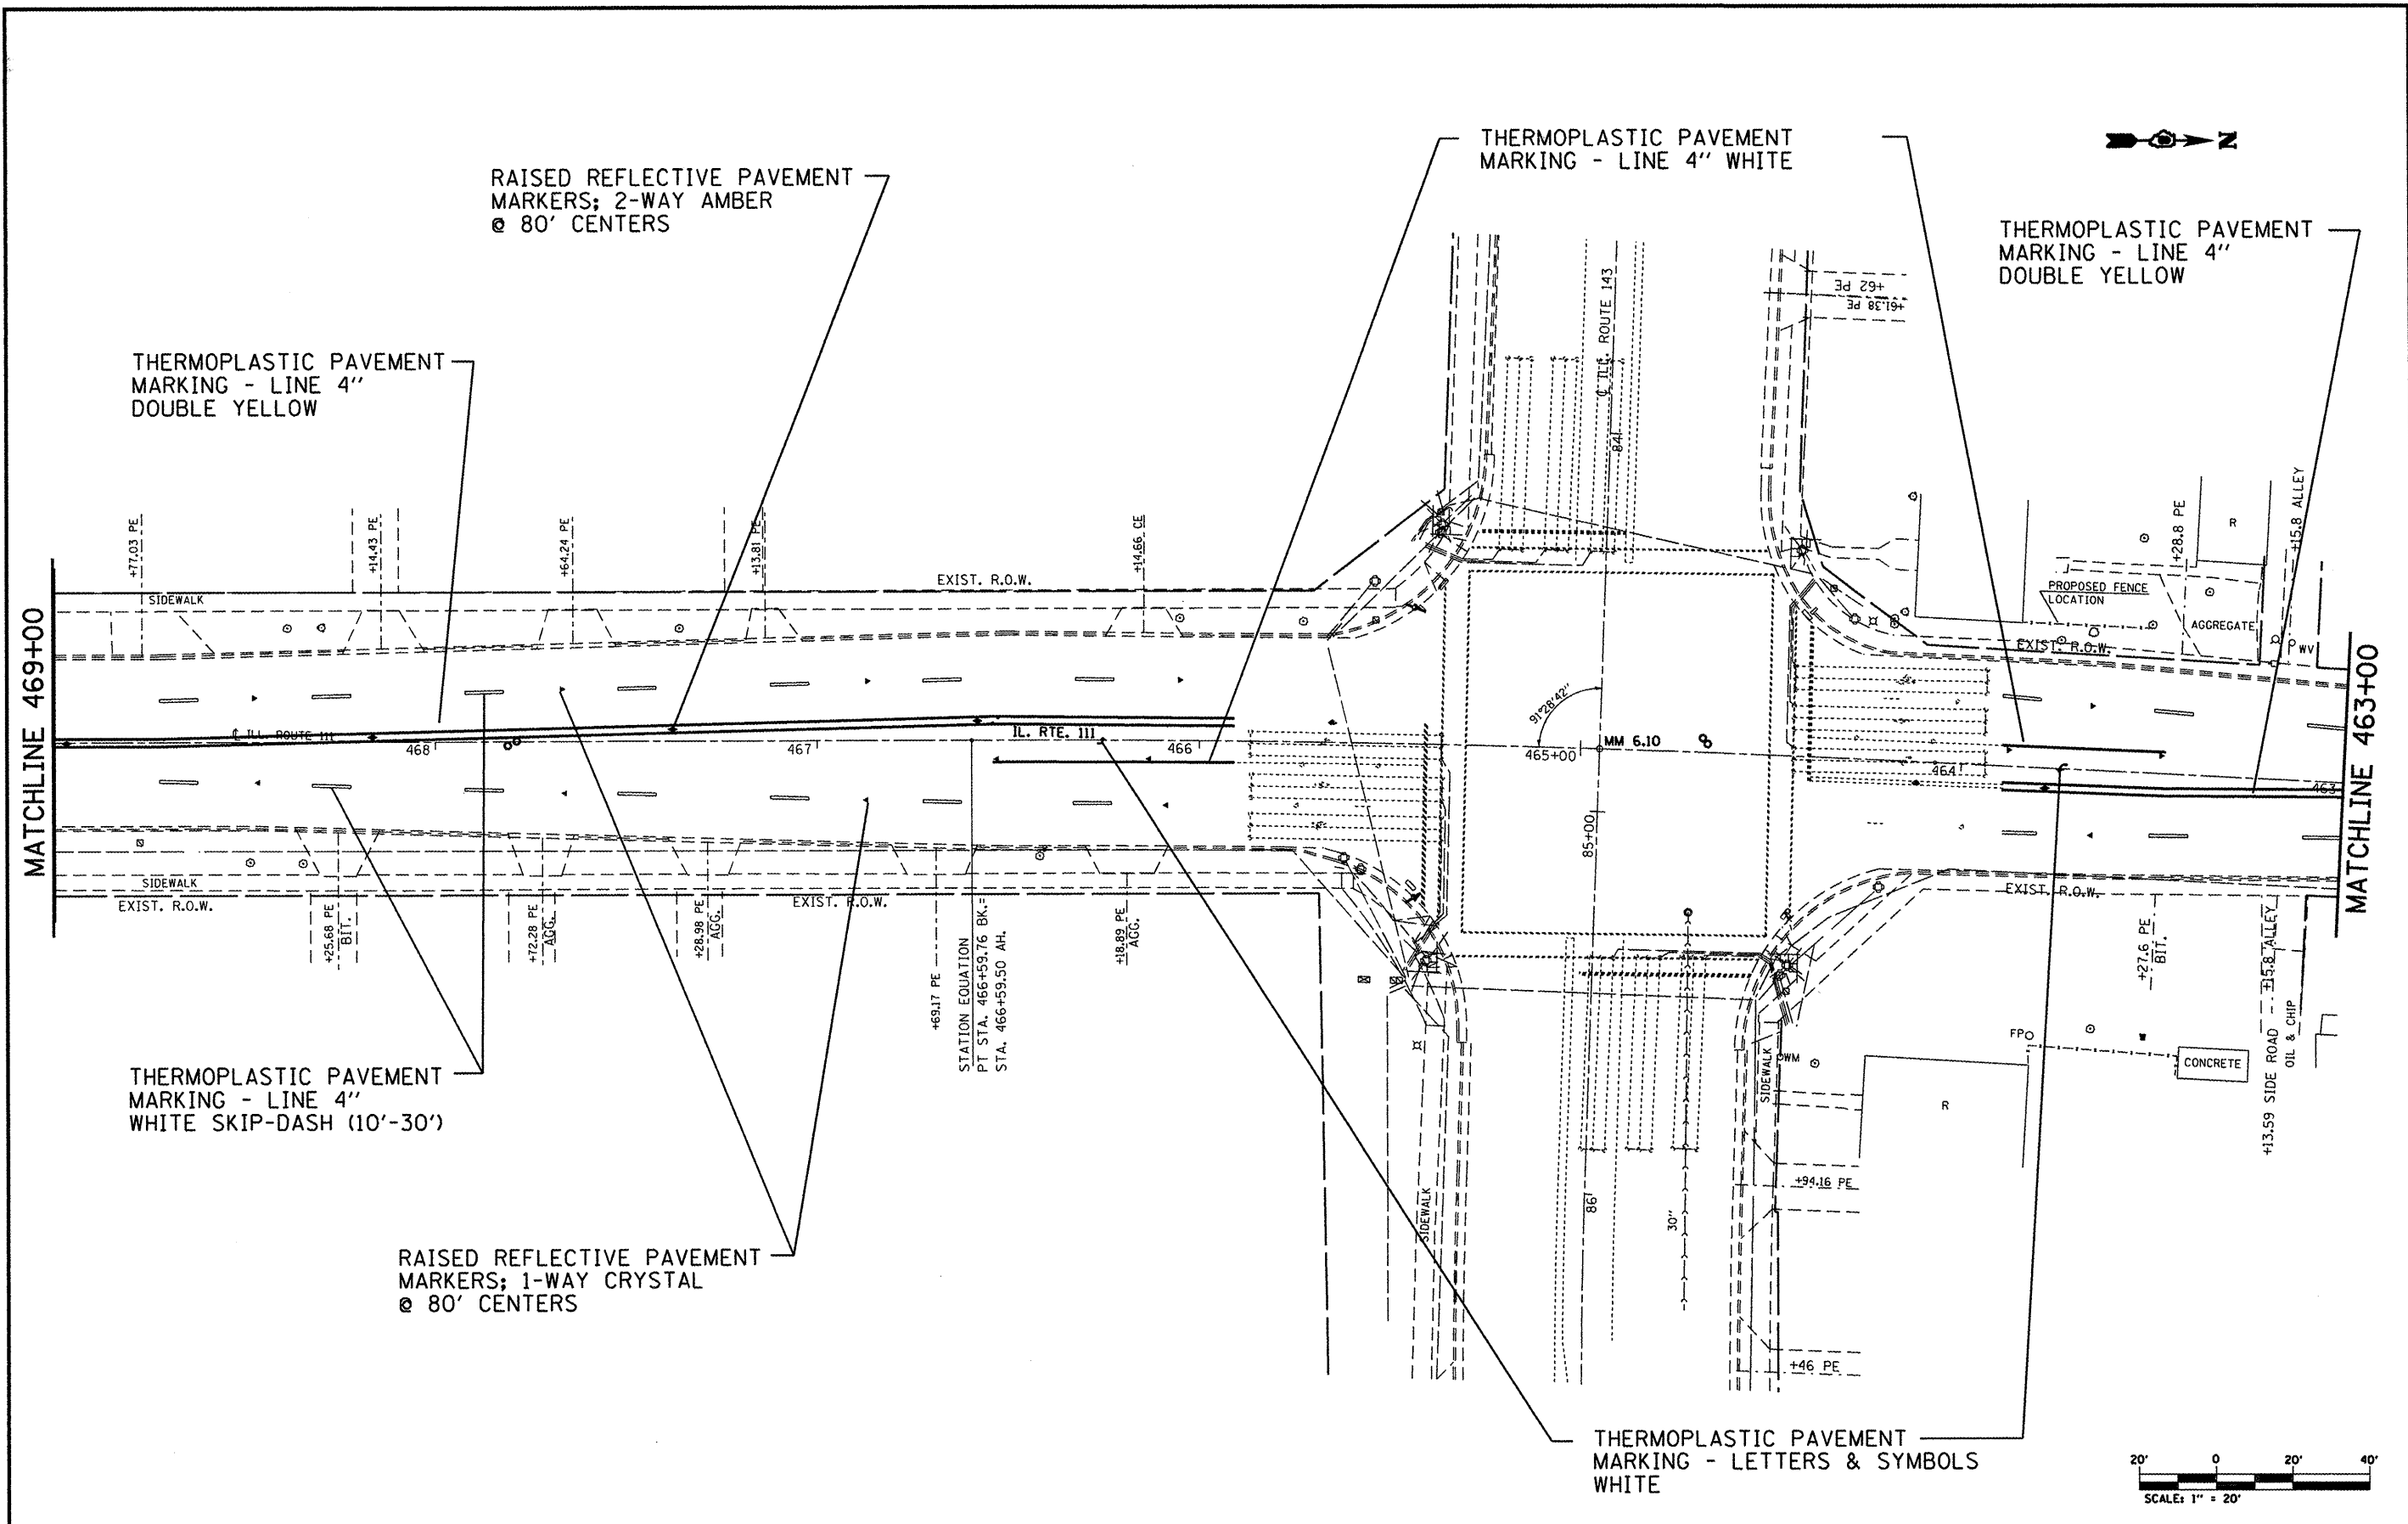 THERMOPLASTIC PAVEMENT
MARKING - LINE 4" WHITE
N
RAISED REFLECTIVE PAVEMENT
MARKERS; 2-WAY AMBER
@ 80' CENTERS
THERMOPLASTIC PAVEMENT
MARKING - LINE 4"
DOUBLE YELLOW
THERMOPLASTIC PAVEMENT
MARKING - LINE 4"
DOUBLE YELLOW
℄ ILL. ROUTE 143
84
+62 PE
+61.38 PE
+77.03 PE
+14.43 PE
+64.24 PE
+13.81 PE
+14.66 CE
+28.8 PE
R
+15.8 ALLEY
EXIST. R.O.W.
SIDEWALK
PROPOSED FENCE
LOCATION
AGGREGATE
EXIST. R.O.W.
WV
MATCHLINE 469+00
MATCHLINE 463+00
℄ ILL. ROUTE 111
468
467
IL. RTE. 111
466
91°28'42"
465+00
MM 6.10
464
463
85+00
SIDEWALK
EXIST. R.O.W.
EXIST. R.O.W.
EXIST. R.O.W.
+25.68 PE
BIT.
+72.28 PE
AGG.
+28.98 PE
AGG.
+69.17 PE
STATION EQUATION
PT STA. 466+59.76 BK.=
STA. 466+59.50 AH.
+18.89 PE
AGG.
+27.6 PE
BIT.
+13.59 SIDE ROAD
+15.8 ALLEY
OIL & CHIP
FP
WM
CONCRETE
R
SIDEWALK
SIDEWALK
86
30"
+94.16 PE
+46 PE
THERMOPLASTIC PAVEMENT
MARKING - LINE 4"
WHITE SKIP-DASH (10'-30')
RAISED REFLECTIVE PAVEMENT
MARKERS; 1-WAY CRYSTAL
@ 80' CENTERS
THERMOPLASTIC PAVEMENT
MARKING - LETTERS & SYMBOLS
WHITE
20' 0 20' 40'
SCALE: 1" = 20'